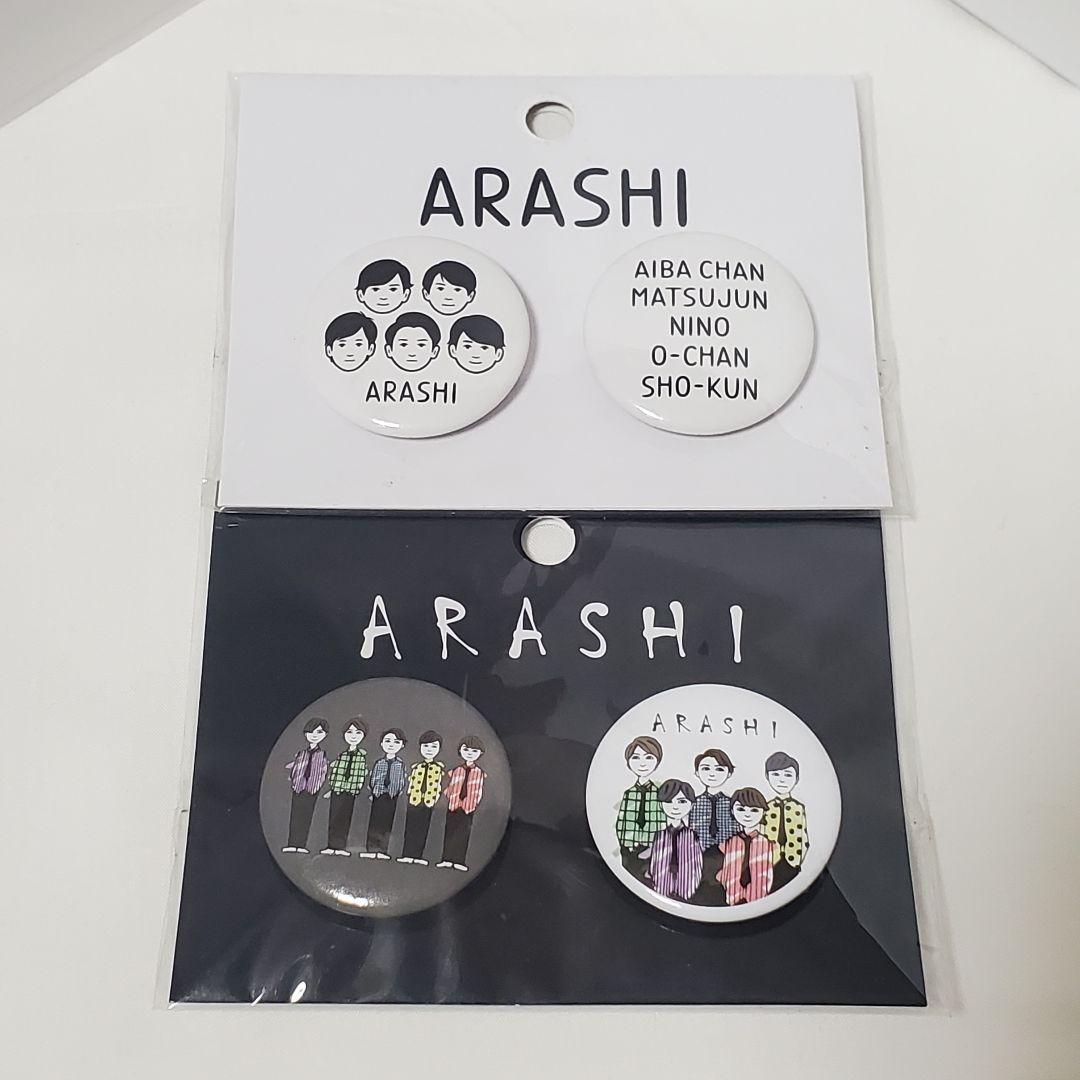 ARASHI
ARASHI
AIBA CHAN
MATSUJUN
NINO
O-CHAN
SHO-KUN
ARASHI
ARASHI